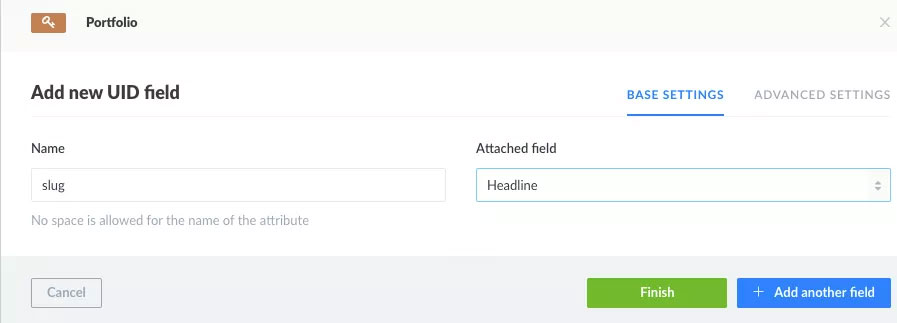 Portfolio
Add new UID field
BASE SETTINGS
ADVANCED SETTINGS
Name
Attached field
slug
Headline
No space is allowed for the name of the attribute
Cancel
Finish
+ Add another field